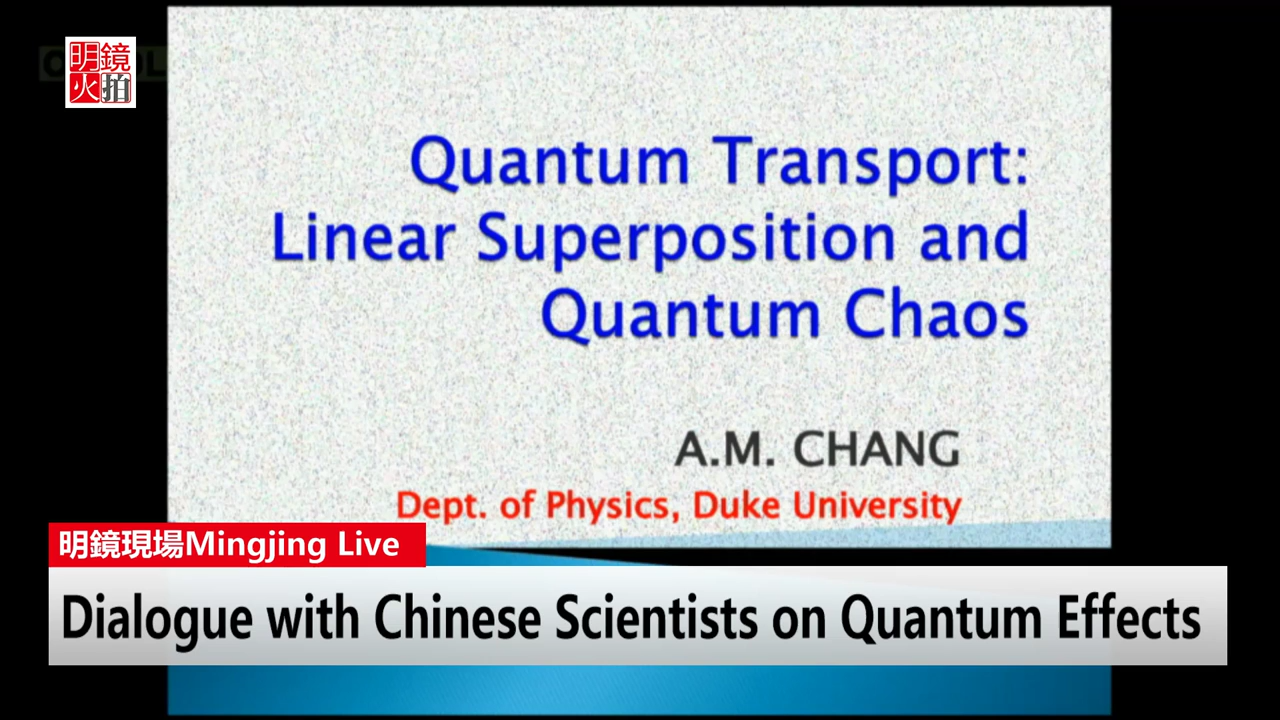 明鏡
火拍
Quantum Transport:
Linear Superposition and
Quantum Chaos
A.M. CHANG
Dept. of Physics, Duke University
明鏡現場Mingjing Live
Dialogue with Chinese Scientists on Quantum Effects